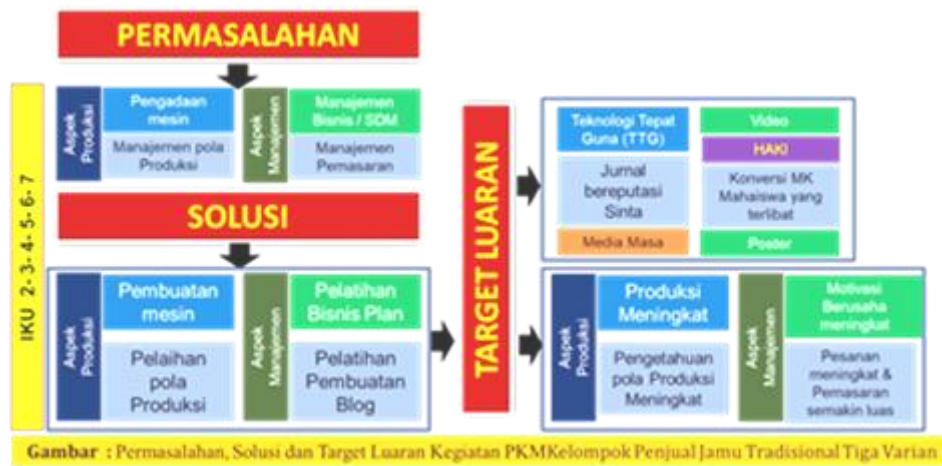 PERMASALAHAN
IKU 2- 3- 4- 5- 6- 7
Aspek
Produksi
Pengadaan
mesin
Manajemen pola
Produksi
Aspek
Manajemen
Manajemen
Bisnis / SDM
Manajemen
Pemasaran
SOLUSI
Aspek
Produksi
Pembuatan
mesin
Pelaihan
pola
Produksi
Aspek
Manajemen
Pelatihan
Bisnis Plan
Pelatihan
Pembuatan
Blog
TARGET LUARAN
Teknologi Tepat
Guna (TTG)
Jurnal
bereputasi
Sinta
Media Masa
Video
HAKI
Konversi MK
Mahaiswa yang
terlibat
Poster
Aspek
Produksi
Produksi
Meningkat
Pengetahuan
pola Produksi
Meningkat
Aspek
Manajemen
Motivasi
Berusaha
meningkat
Pesanan
meningkat &
Pemasaran
semakin luas
Gambar : Permasalahan, Solusi dan Target Luaran Kegiatan PKMKelompok Penjual Jamu Tradisional Tiga Varian